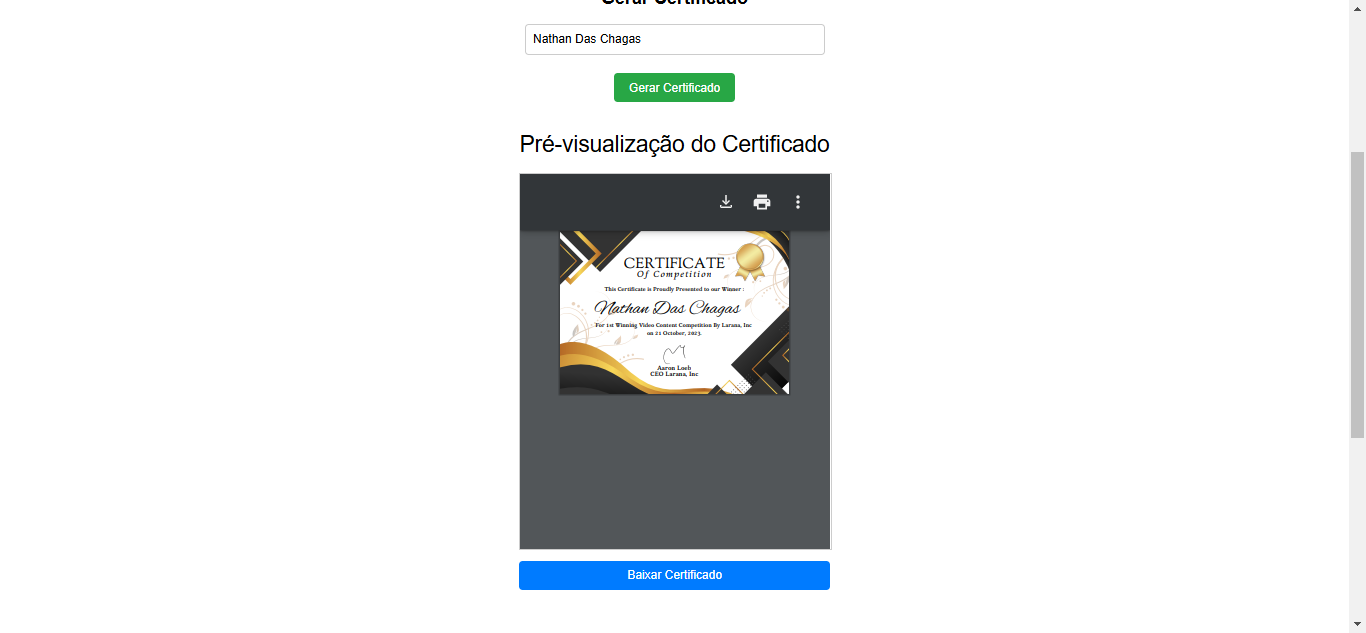 Gerar Certificado
Nathan Das Chagas
Gerar Certificado
Pré-visualização do Certificado
CERTIFICATE
Of Competition
This Certificate is Proudly Presented to our Winner :
Nathan Das Chagas
For 1st Winning Video Content Competition By Larana, Inc
on 21 October, 2023.
Aaron Loeb
CEO Larana, Inc
Baixar Certificado